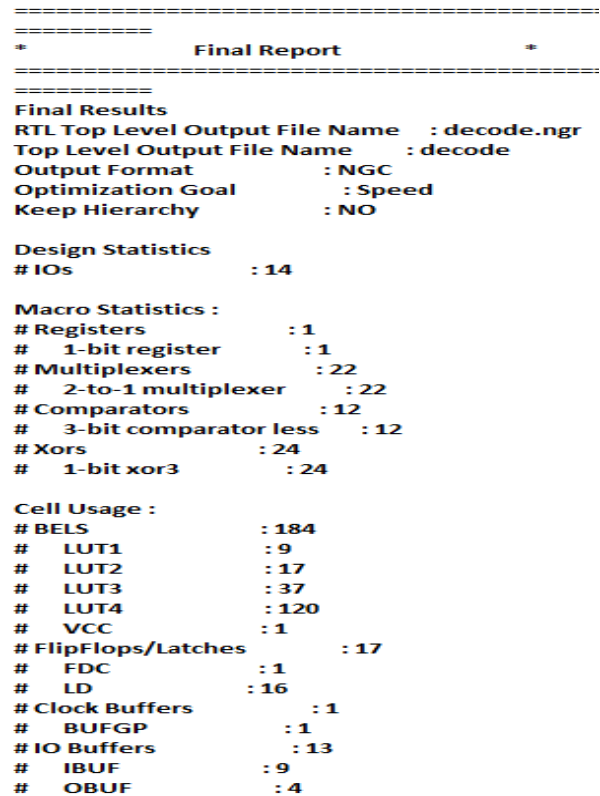 ===========================================
==========
* Final Report *
===========================================
==========
Final Results
RTL Top Level Output File Name : decode.ngr
Top Level Output File Name : decode
Output Format : NGC
Optimization Goal : Speed
Keep Hierarchy : NO
Design Statistics
# IOs : 14
Macro Statistics :
# Registers : 1
# 1-bit register : 1
# Multiplexers : 22
# 2-to-1 multiplexer : 22
# Comparators : 12
# 3-bit comparator less : 12
# Xors : 24
# 1-bit xor3 : 24
Cell Usage :
# BELS : 184
# LUT1 : 9
# LUT2 : 17
# LUT3 : 37
# LUT4 : 120
# VCC : 1
# FlipFlops/Latches : 17
# FDC : 1
# LD : 16
# Clock Buffers : 1
# BUFGP : 1
# IO Buffers : 13
# IBUF : 9
# OBUF : 4